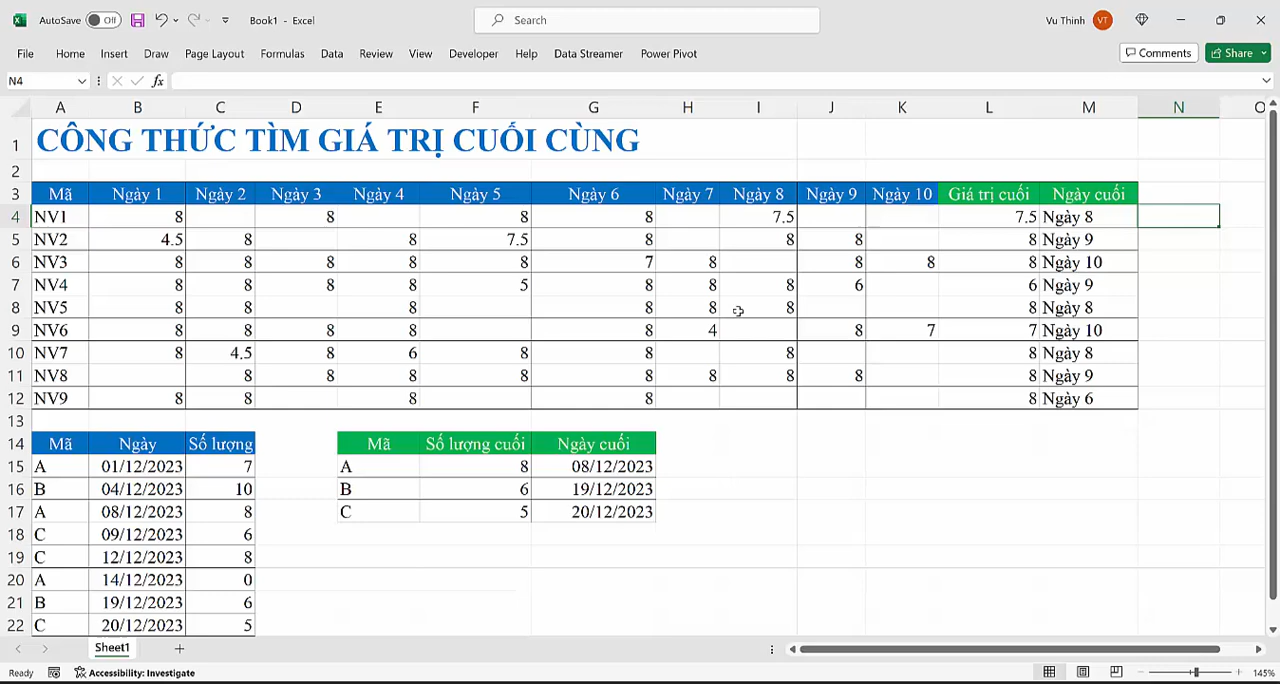 AutoSave Off Book1 - Excel Search Vu Thinh VT
File Home Insert Draw Page Layout Formulas Data Review View Developer Help Data Streamer Power Pivot Comments Share
N4 fx
A B C D E F G H I J K L M N O
1 CÔNG THỨC TÌM GIÁ TRỊ CUỐI CÙNG
2
3 Mã Ngày 1 Ngày 2 Ngày 3 Ngày 4 Ngày 5 Ngày 6 Ngày 7 Ngày 8 Ngày 9 Ngày 10 Giá trị cuối Ngày cuối
4 NV1 8 8 8 8 7.5 7.5 Ngày 8
5 NV2 4.5 8 8 7.5 8 8 8 8 Ngày 9
6 NV3 8 8 8 8 8 7 8 8 8 8 Ngày 10
7 NV4 8 8 8 8 5 8 8 8 6 6 Ngày 9
8 NV5 8 8 8 8 8 8 8 Ngày 8
9 NV6 8 8 8 8 8 4 8 7 7 Ngày 10
10 NV7 8 4.5 8 6 8 8 8 8 Ngày 8
11 NV8 8 8 8 8 8 8 8 8 8 Ngày 9
12 NV9 8 8 8 8 8 Ngày 6
13
14 Mã Ngày Số lượng Mã Số lượng cuối Ngày cuối
15 A 01/12/2023 7 A 8 08/12/2023
16 B 04/12/2023 10 B 6 19/12/2023
17 A 08/12/2023 8 C 5 20/12/2023
18 C 09/12/2023 6
19 C 12/12/2023 8
20 A 14/12/2023 0
21 B 19/12/2023 6
22 C 20/12/2023 5
Sheet1
Ready Accessibility: Investigate 145%